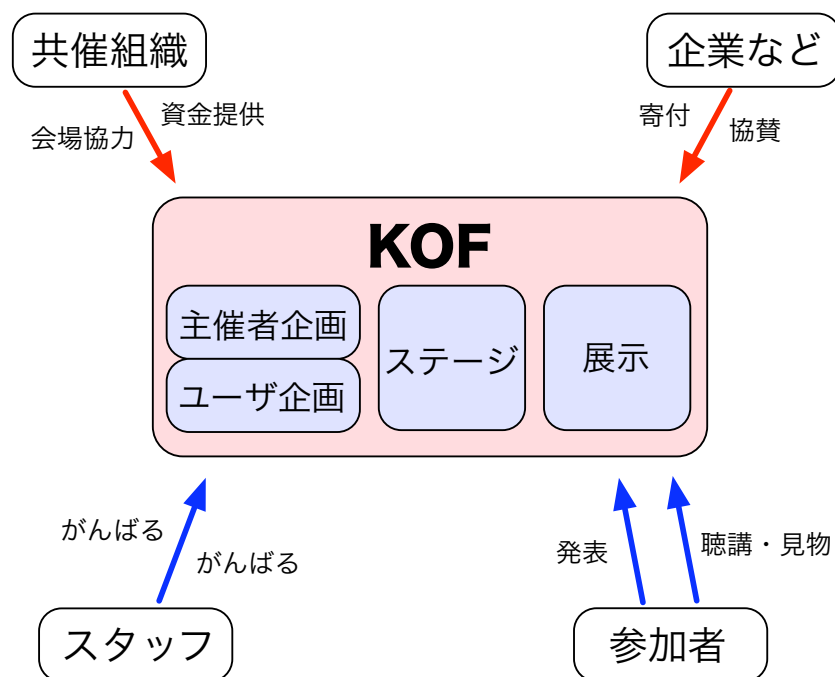 共催組織
企業など
会場協力
資金提供
寄付
協賛
KOF
主催者企画
ユーザ企画
ステージ
展示
がんばる
がんばる
発表
聴講・見物
スタッフ
参加者